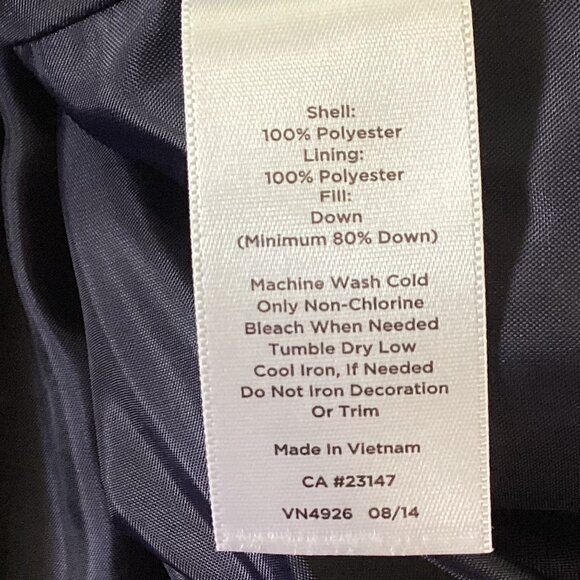 Shell:
100% Polyester
Lining:
100% Polyester
Fill:
Down
(Minimum 80% Down)
Machine Wash Cold
Only Non-Chlorine
Bleach When Needed
Tumble Dry Low
Cool Iron, If Needed
Do Not Iron Decoration
Or Trim
Made In Vietnam
CA #23147
VN4926 08/14